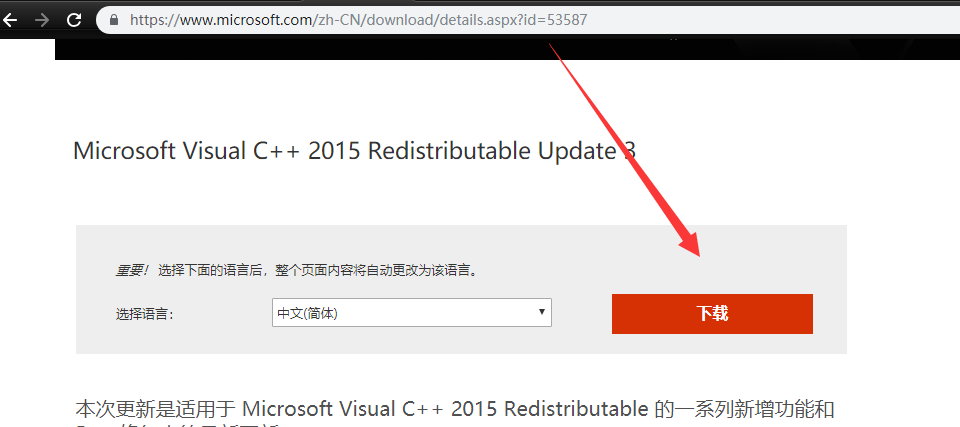 https://www.microsoft.com/zh-CN/download/details.aspx?id=53587
Microsoft Visual C++ 2015 Redistributable Update 3
重要！选择下面的语言后，整个页面内容将自动更改为该语言。
选择语言：
中文(简体)
下载
本次更新是适用于 Microsoft Visual C++ 2015 Redistributable 的一系列新增功能和